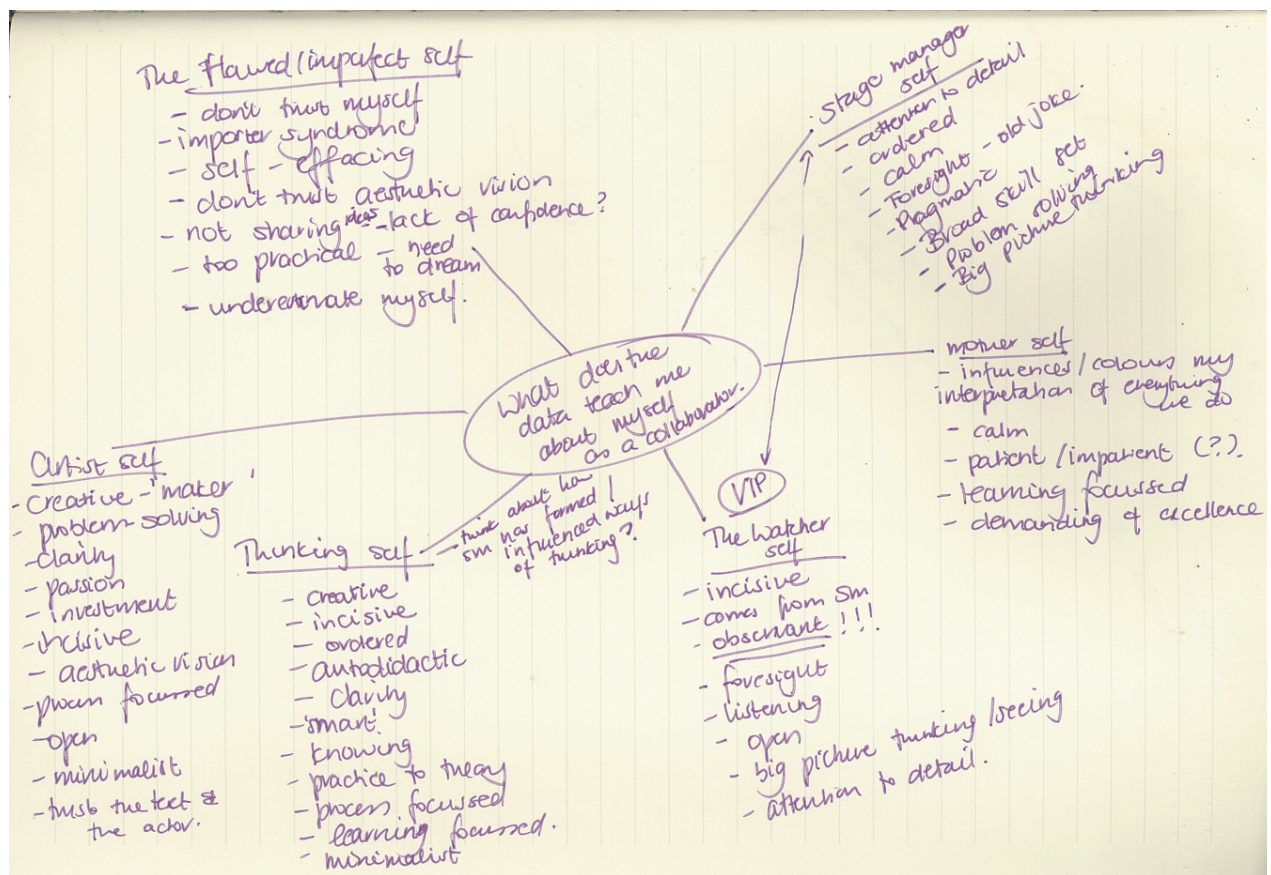 The flawed/imperfect self
- don't trust myself
- imposter syndrome
- self-effacing
- don't trust aesthetic vision
- not sharing ideas - lack of confidence?
- too practical - need
to dream
- underestimate myself.
Stage manager
self
- attention to detail
- ordered
- calm
- Foresight - old joke.
- Pragmatic
- Broad skill set
- Problem solving
- Big picture thinking
What does the
data teach me
about myself
as a collaborator.
mother self
- influences/colours my
interpretation of everything
we do
- calm
- patient/impatient (?).
- learning focussed
- demanding of excellence
Artist self
- creative - 'maker'
- problem-solving
- clarity
- passion
- investment
- incisive
- aesthetic vision
- process focussed
- open
- minimalist
- trusts the text &
the actor.
Thinking self
- think about how
SM has formed/
influenced ways
of thinking?
- creative
- incisive
- ordered
- autodidactic
- clarity
- 'smart'
- knowing
- practice to theory
- process focussed
- learning focussed.
- minimalist
VIP
The Watcher
self
- incisive
- comes from SM
- observant!!!
- foresight
- listening
- open
- big picture thinking/seeing
- attention to detail.